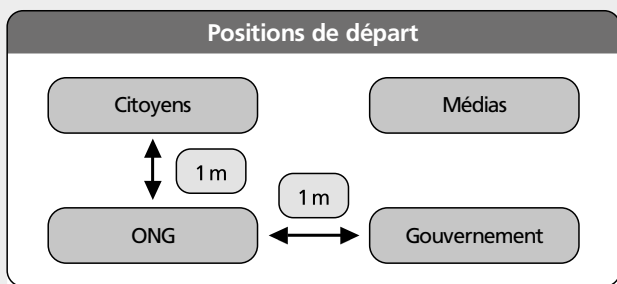 Positions de départ
Citoyens
Médias
1 m
1 m
ONG
Gouvernement